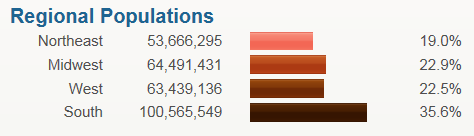 Regional Populations
Northeast 53,666,295 19.0%
Midwest 64,491,431 22.9%
West 63,439,136 22.5%
South 100,565,549 35.6%